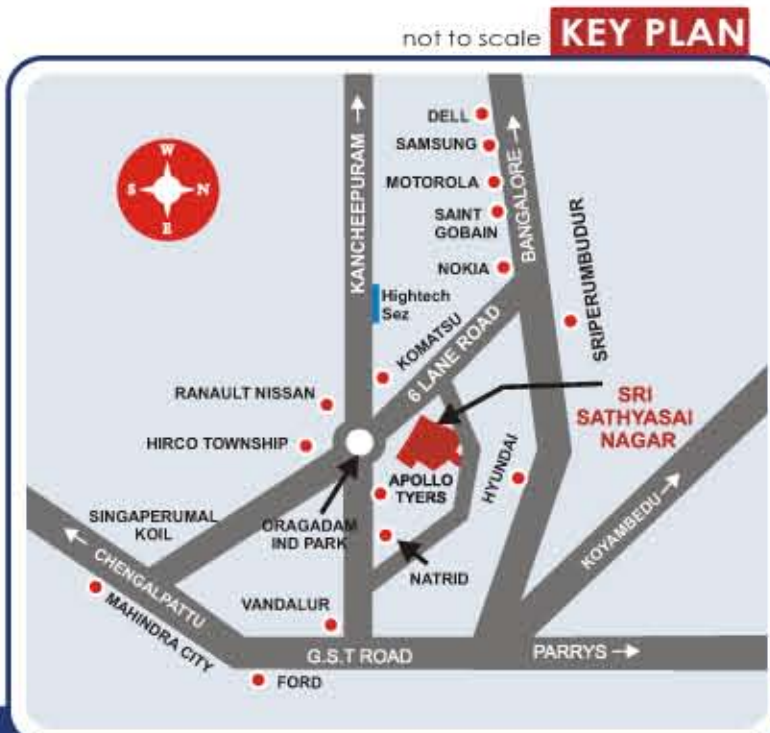 not to scale KEY PLAN
W
S N
E
KANCHEEPURAM →
DELL
SAMSUNG
MOTOROLA
SAINT
GOBAIN
NOKIA
BANGALORE →
SRIPERUMBUDUR
Hightech
Sez
KOMATSU
6 LANE ROAD
RANAULT NISSAN
HIRCO TOWNSHIP
SRI
SATHYASAI
NAGAR
APOLLO
TYERS
HYUNDAI
SINGAPERUMAL
KOIL
ORAGADAM
IND PARK
NATRID
KOYAMBEDU →
← CHENGALPATTU
MAHINDRA CITY
VANDALUR
G.S.T ROAD
PARRYS →
FORD